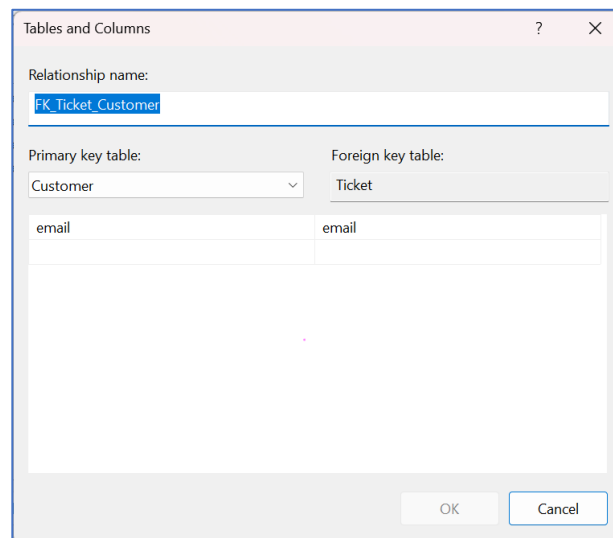 Tables and Columns ?
Relationship name:
FK_Ticket_Customer
Primary key table: Foreign key table:
Customer Ticket
email email
OK Cancel